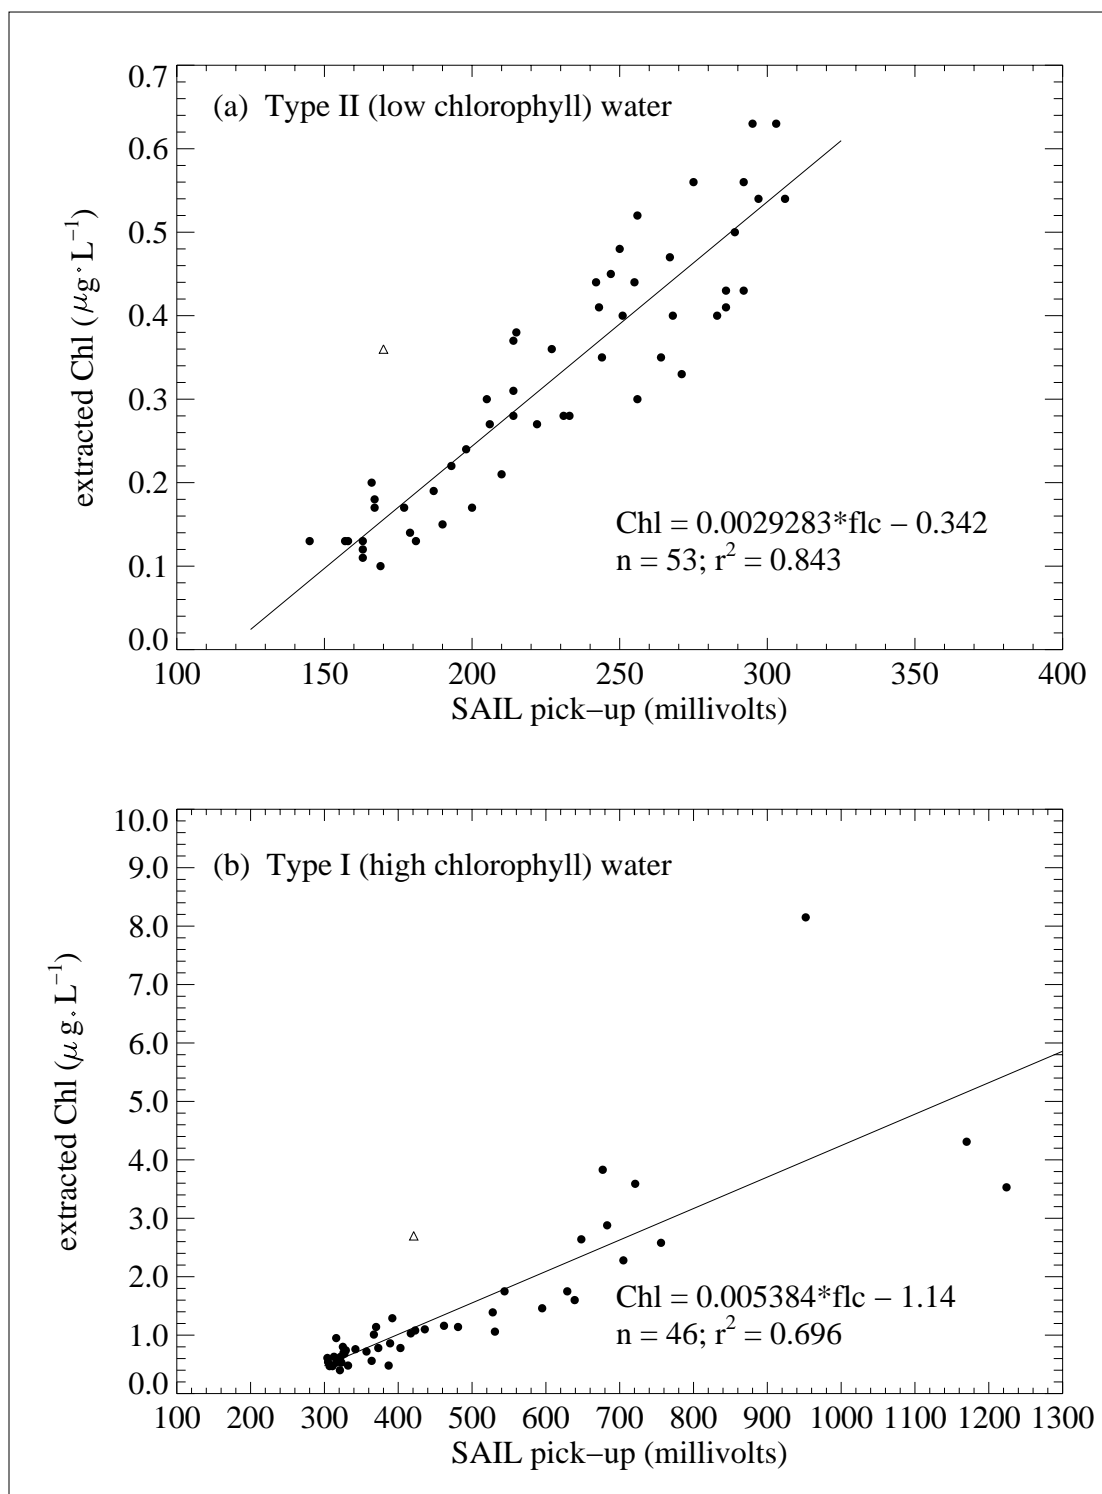 0.7
(a) Type II (low chlorophyll) water
0.6
0.5
0.4
0.3
0.2
0.1
0.0
extracted Chl (μg·L⁻¹)
Chl = 0.0029283*flc − 0.342
n = 53; r² = 0.843
100 150 200 250 300 350 400
SAIL pick−up (millivolts)
10.0
(b) Type I (high chlorophyll) water
9.0
8.0
7.0
6.0
5.0
4.0
3.0
2.0
1.0
0.0
extracted Chl (μ g·L⁻¹)
Chl = 0.005384*flc − 1.14
n = 46; r² = 0.696
100 200 300 400 500 600 700 800 900 1000 1100 1200 1300
SAIL pick−up (millivolts)